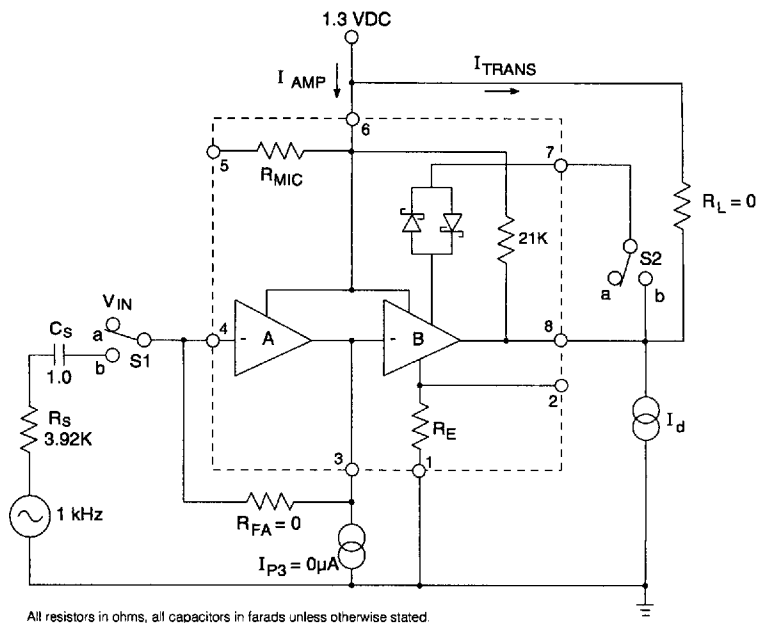 1.3 VDC
I AMP
I TRANS
6
5
R MIC
7
R L = 0
21K
S2
a
b
V IN
C S
a
4
- A
- B
8
b
S1
1.0
2
R S
3.92K
R E
I d
3
1
1 kHz
R FA = 0
I P3 = 0µA
All resistors in ohms, all capacitors in farads unless otherwise stated.